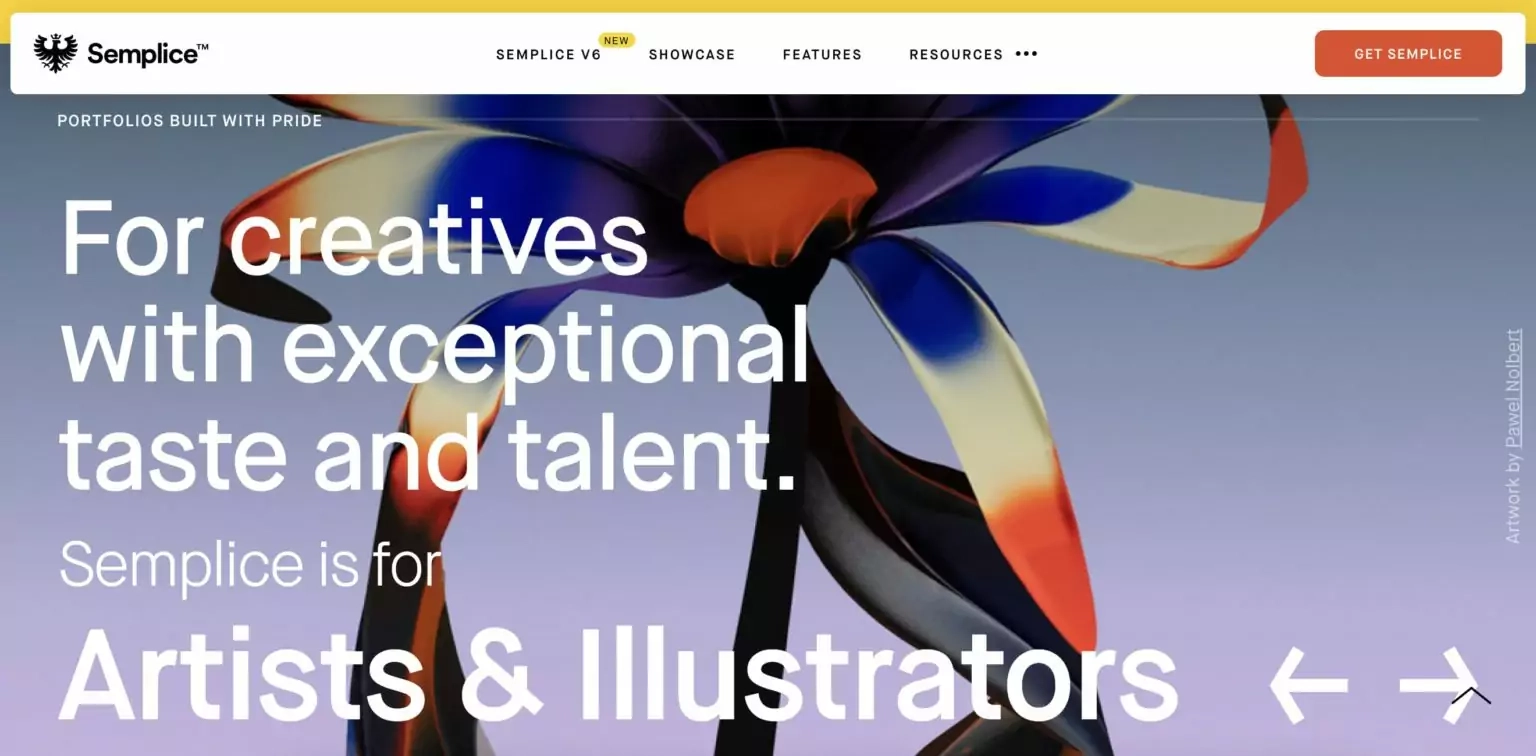 Semplice™
SEMPLICE V6
NEW
SHOWCASE
FEATURES
RESOURCES •••
GET SEMPLICE
PORTFOLIOS BUILT WITH PRIDE
For creatives
with exceptional
taste and talent.
Semplice is for
Artists & Illustrators
Artwork by Pawel Nolbert